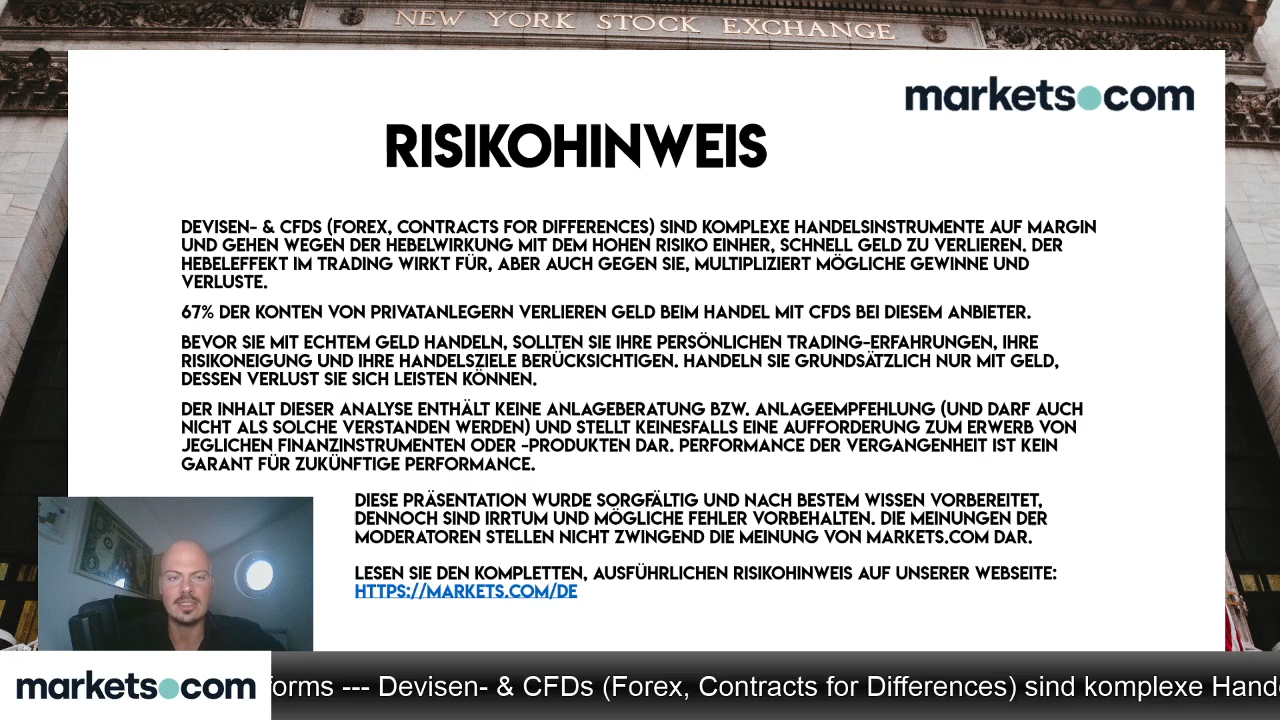 NEW YORK STOCK EXCHANGE
markets.com
RISIKOHINWEIS
DEVISEN- & CFDS (FOREX, CONTRACTS FOR DIFFERENCES) SIND KOMPLEXE HANDELSINSTRUMENTE AUF MARGIN
UND GEHEN WEGEN DER HEBELWIRKUNG MIT DEM HOHEN RISIKO EINHER, SCHNELL GELD ZU VERLIEREN. DER
HEBELEFFEKT IM TRADING WIRKT FÜR, ABER AUCH GEGEN SIE, MULTIPLIZIERT MÖGLICHE GEWINNE UND
VERLUSTE.
67% DER KONTEN VON PRIVATANLEGERN VERLIEREN GELD BEIM HANDEL MIT CFDS BEI DIESEM ANBIETER.
BEVOR SIE MIT ECHTEM GELD HANDELN, SOLLTEN SIE IHRE PERSÖNLICHEN TRADING-ERFAHRUNGEN, IHRE
RISIKONEIGUNG UND IHRE HANDELSZIELE BERÜCKSICHTIGEN. HANDELN SIE GRUNDSÄTZLICH NUR MIT GELD,
DESSEN VERLUST SIE SICH LEISTEN KÖNNEN.
DER INHALT DIESER ANALYSE ENTHÄLT KEINE ANLAGEBERATUNG BZW. ANLAGEEMPFEHLUNG (UND DARF AUCH
NICHT ALS SOLCHE VERSTANDEN WERDEN) UND STELLT KEINESFALLS EINE AUFFORDERUNG ZUM ERWERB VON
JEGLICHEN FINANZINSTRUMENTEN ODER -PRODUKTEN DAR. PERFORMANCE DER VERGANGENHEIT IST KEIN
GARANT FÜR ZUKÜNFTIGE PERFORMANCE.
DIESE PRÄSENTATION WURDE SORGFÄLTIG UND NACH BESTEM WISSEN VORBEREITET,
DENNOCH SIND IRRTUM UND MÖGLICHE FEHLER VORBEHALTEN. DIE MEINUNGEN DER
MODERATOREN STELLEN NICHT ZWINGEND DIE MEINUNG VON MARKETS.COM DAR.
LESEN SIE DEN KOMPLETTEN, AUSFÜHRLICHEN RISIKOHINWEIS AUF UNSERER WEBSEITE:
HTTPS://MARKETS.COM/DE
markets.com
forms --- Devisen- & CFDs (Forex, Contracts for Differences) sind komplexe Hand